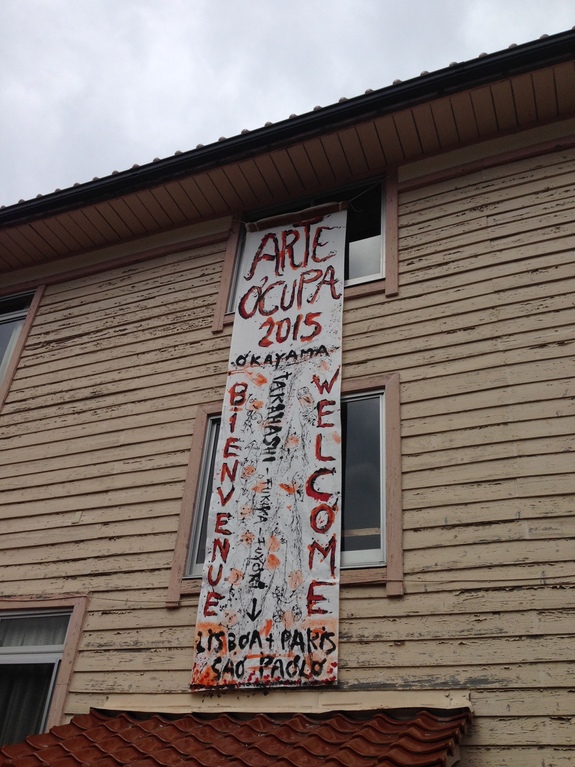 ARTE
OCUPA
2015
-OKAYAMA-
BIENVENUE
TAKAHASHI-
WELCOME
LISBOA + PARIS
SAO-PAOLO